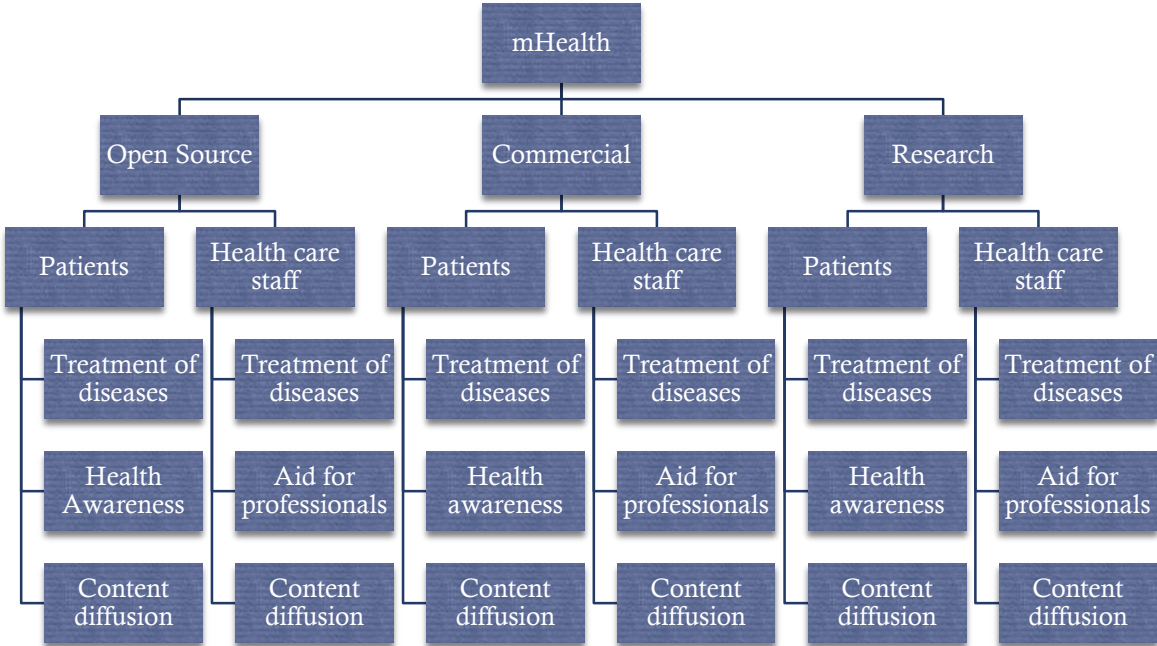 mHealth
Open Source
Commercial
Research
Patients
Health care
staff
Patients
Health care
staff
Patients
Health care
staff
Treatment of
diseases
Treatment of
diseases
Treatment of
diseases
Treatment of
diseases
Treatment of
diseases
Treatment of
diseases
Health
Awareness
Aid for
professionals
Health
awareness
Aid for
professionals
Health
awareness
Aid for
professionals
Content
diffusion
Content
diffusion
Content
diffusion
Content
diffusion
Content
diffusion
Content
diffusion